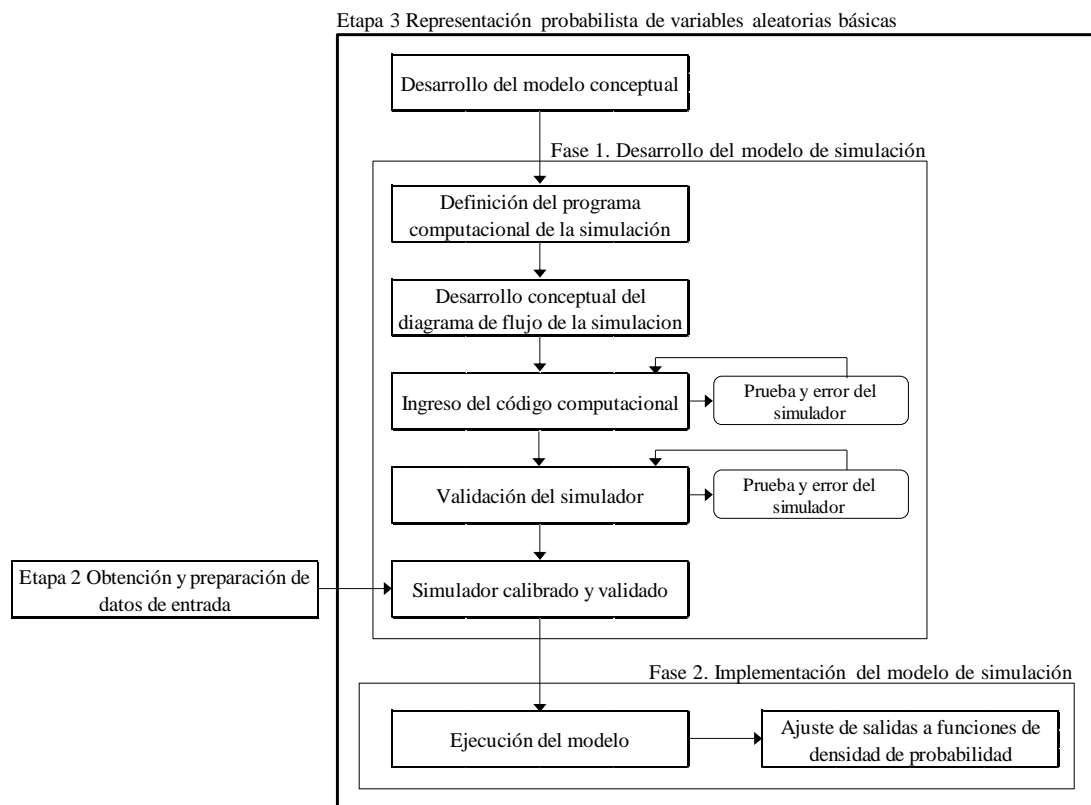 Etapa 3 Representación probabilista de variables aleatorias básicas
Desarrollo del modelo conceptual
Fase 1. Desarrollo del modelo de simulación
Definición del programa
computacional de la simulación
Desarrollo conceptual del
diagrama de flujo de la simulacion
Ingreso del código computacional
Prueba y error del
simulador
Validación del simulador
Prueba y error del
simulador
Etapa 2 Obtención y preparación de
datos de entrada
Simulador calibrado y validado
Fase 2. Implementación del modelo de simulación
Ejecución del modelo
Ajuste de salidas a funciones de
densidad de probabilidad